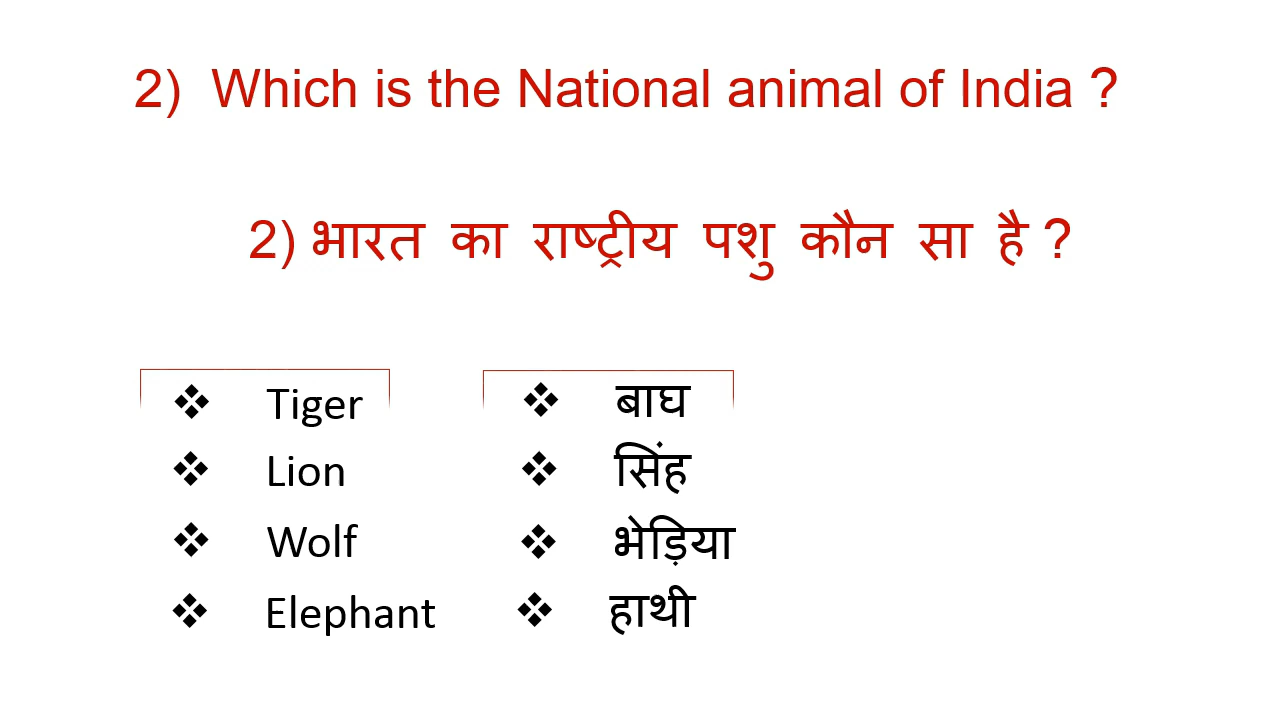 2) Which is the National animal of India ?
2) भारत का राष्ट्रीय पशु कौन सा है ?
❖ Tiger ❖ बाघ
❖ Lion ❖ सिंह
❖ Wolf ❖ भेड़िया
❖ Elephant ❖ हाथी